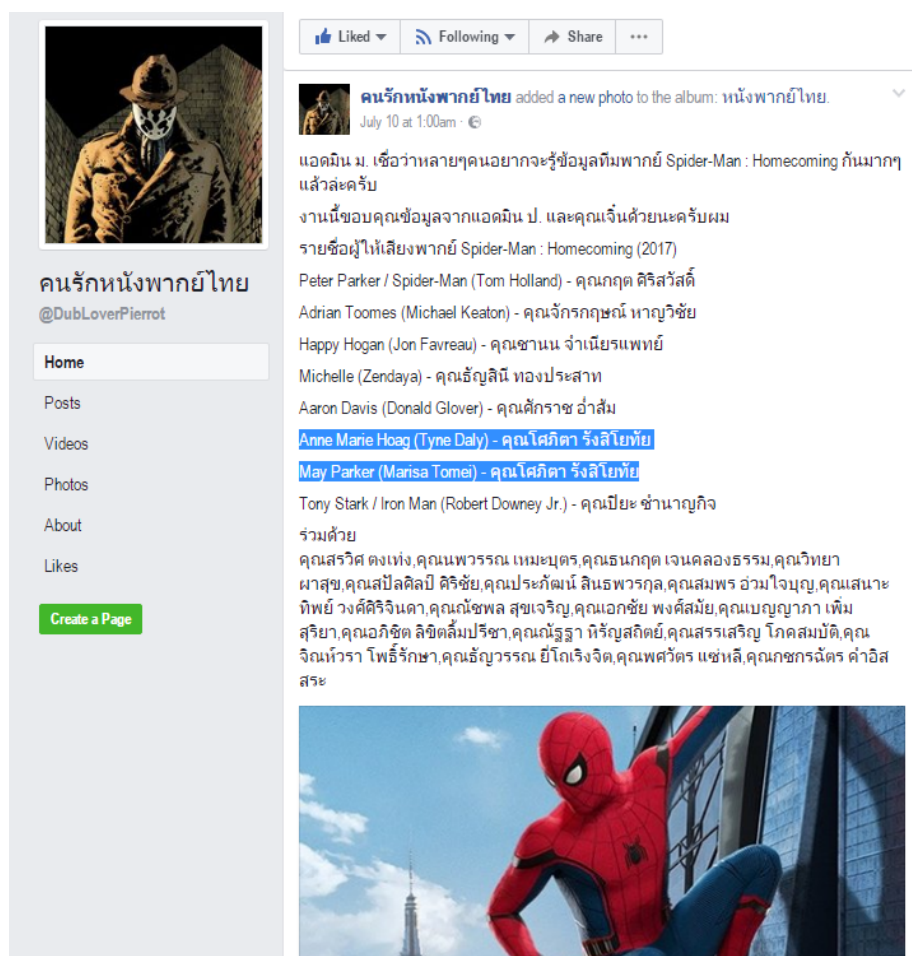 Liked
Following
Share
คนรักหนังพากย์ไทย added a new photo to the album: หนังพากย์ไทย.
July 10 at 1:00am ·
แอดมิน ม. เชื่อว่าหลายๆคนอยากจะรู้ข้อมูลทีมพากย์ Spider-Man : Homecoming กันมากๆ
แล้วล่ะครับ
งานนี้ขอบคุณข้อมูลจากแอดมิน ป. และคุณเจิ่นด้วยนะครับผม
รายชื่อผู้ให้เสียงพากย์ Spider-Man : Homecoming (2017)
Peter Parker / Spider-Man (Tom Holland) - คุณกฤต ศิริสวัสดิ์
Adrian Toomes (Michael Keaton) - คุณจักรกฤษณ์ หาญวิชัย
Happy Hogan (Jon Favreau) - คุณชานน จำเนียรแพทย์
Michelle (Zendaya) - คุณธัญสินี ทองประสาท
Aaron Davis (Donald Glover) - คุณศักราช อ่ำส้ม
Anne Marie Hoag (Tyne Daly) - คุณโศภิตา รังสิโยทัย
May Parker (Marisa Tomei) - คุณโศภิตา รังสิโยทัย
Tony Stark / Iron Man (Robert Downey Jr.) - คุณปิยะ ชำนาญกิจ
ร่วมด้วย
คุณสรวิศ ตงเท่ง,คุณนพวรรณ เหมะบุตร,คุณธนกฤต เจนคลองธรรม,คุณวิทยา
ผาสุข,คุณสปัลศิลป์ ศิริชัย,คุณประภัฒน์ สินธพวรกุล,คุณสมพร อ่วมใจบุญ,คุณเสนาะ
ทิพย์ วงศ์ศิริจินดา,คุณณัชพล สุขเจริญ,คุณเอกชัย พงศ์สมัย,คุณเบญญาภา เพิ่ม
สุริยา,คุณอภิชิต ลิขิตลิ้มปรีชา,คุณณัฐฐา หิรัญสถิตย์,คุณสรรเสริญ โภคสมบัติ,คุณ
จิณห์วรา โพธิ์รักษา,คุณธัญวรรณ ยี่โถเริงจิต,คุณพศวัตร แซ่หลี,คุณกชกรฉัตร คำอิส
สระ
คนรักหนังพากย์ไทย
@DubLoverPierrot
Home
Posts
Videos
Photos
About
Likes
Create a Page